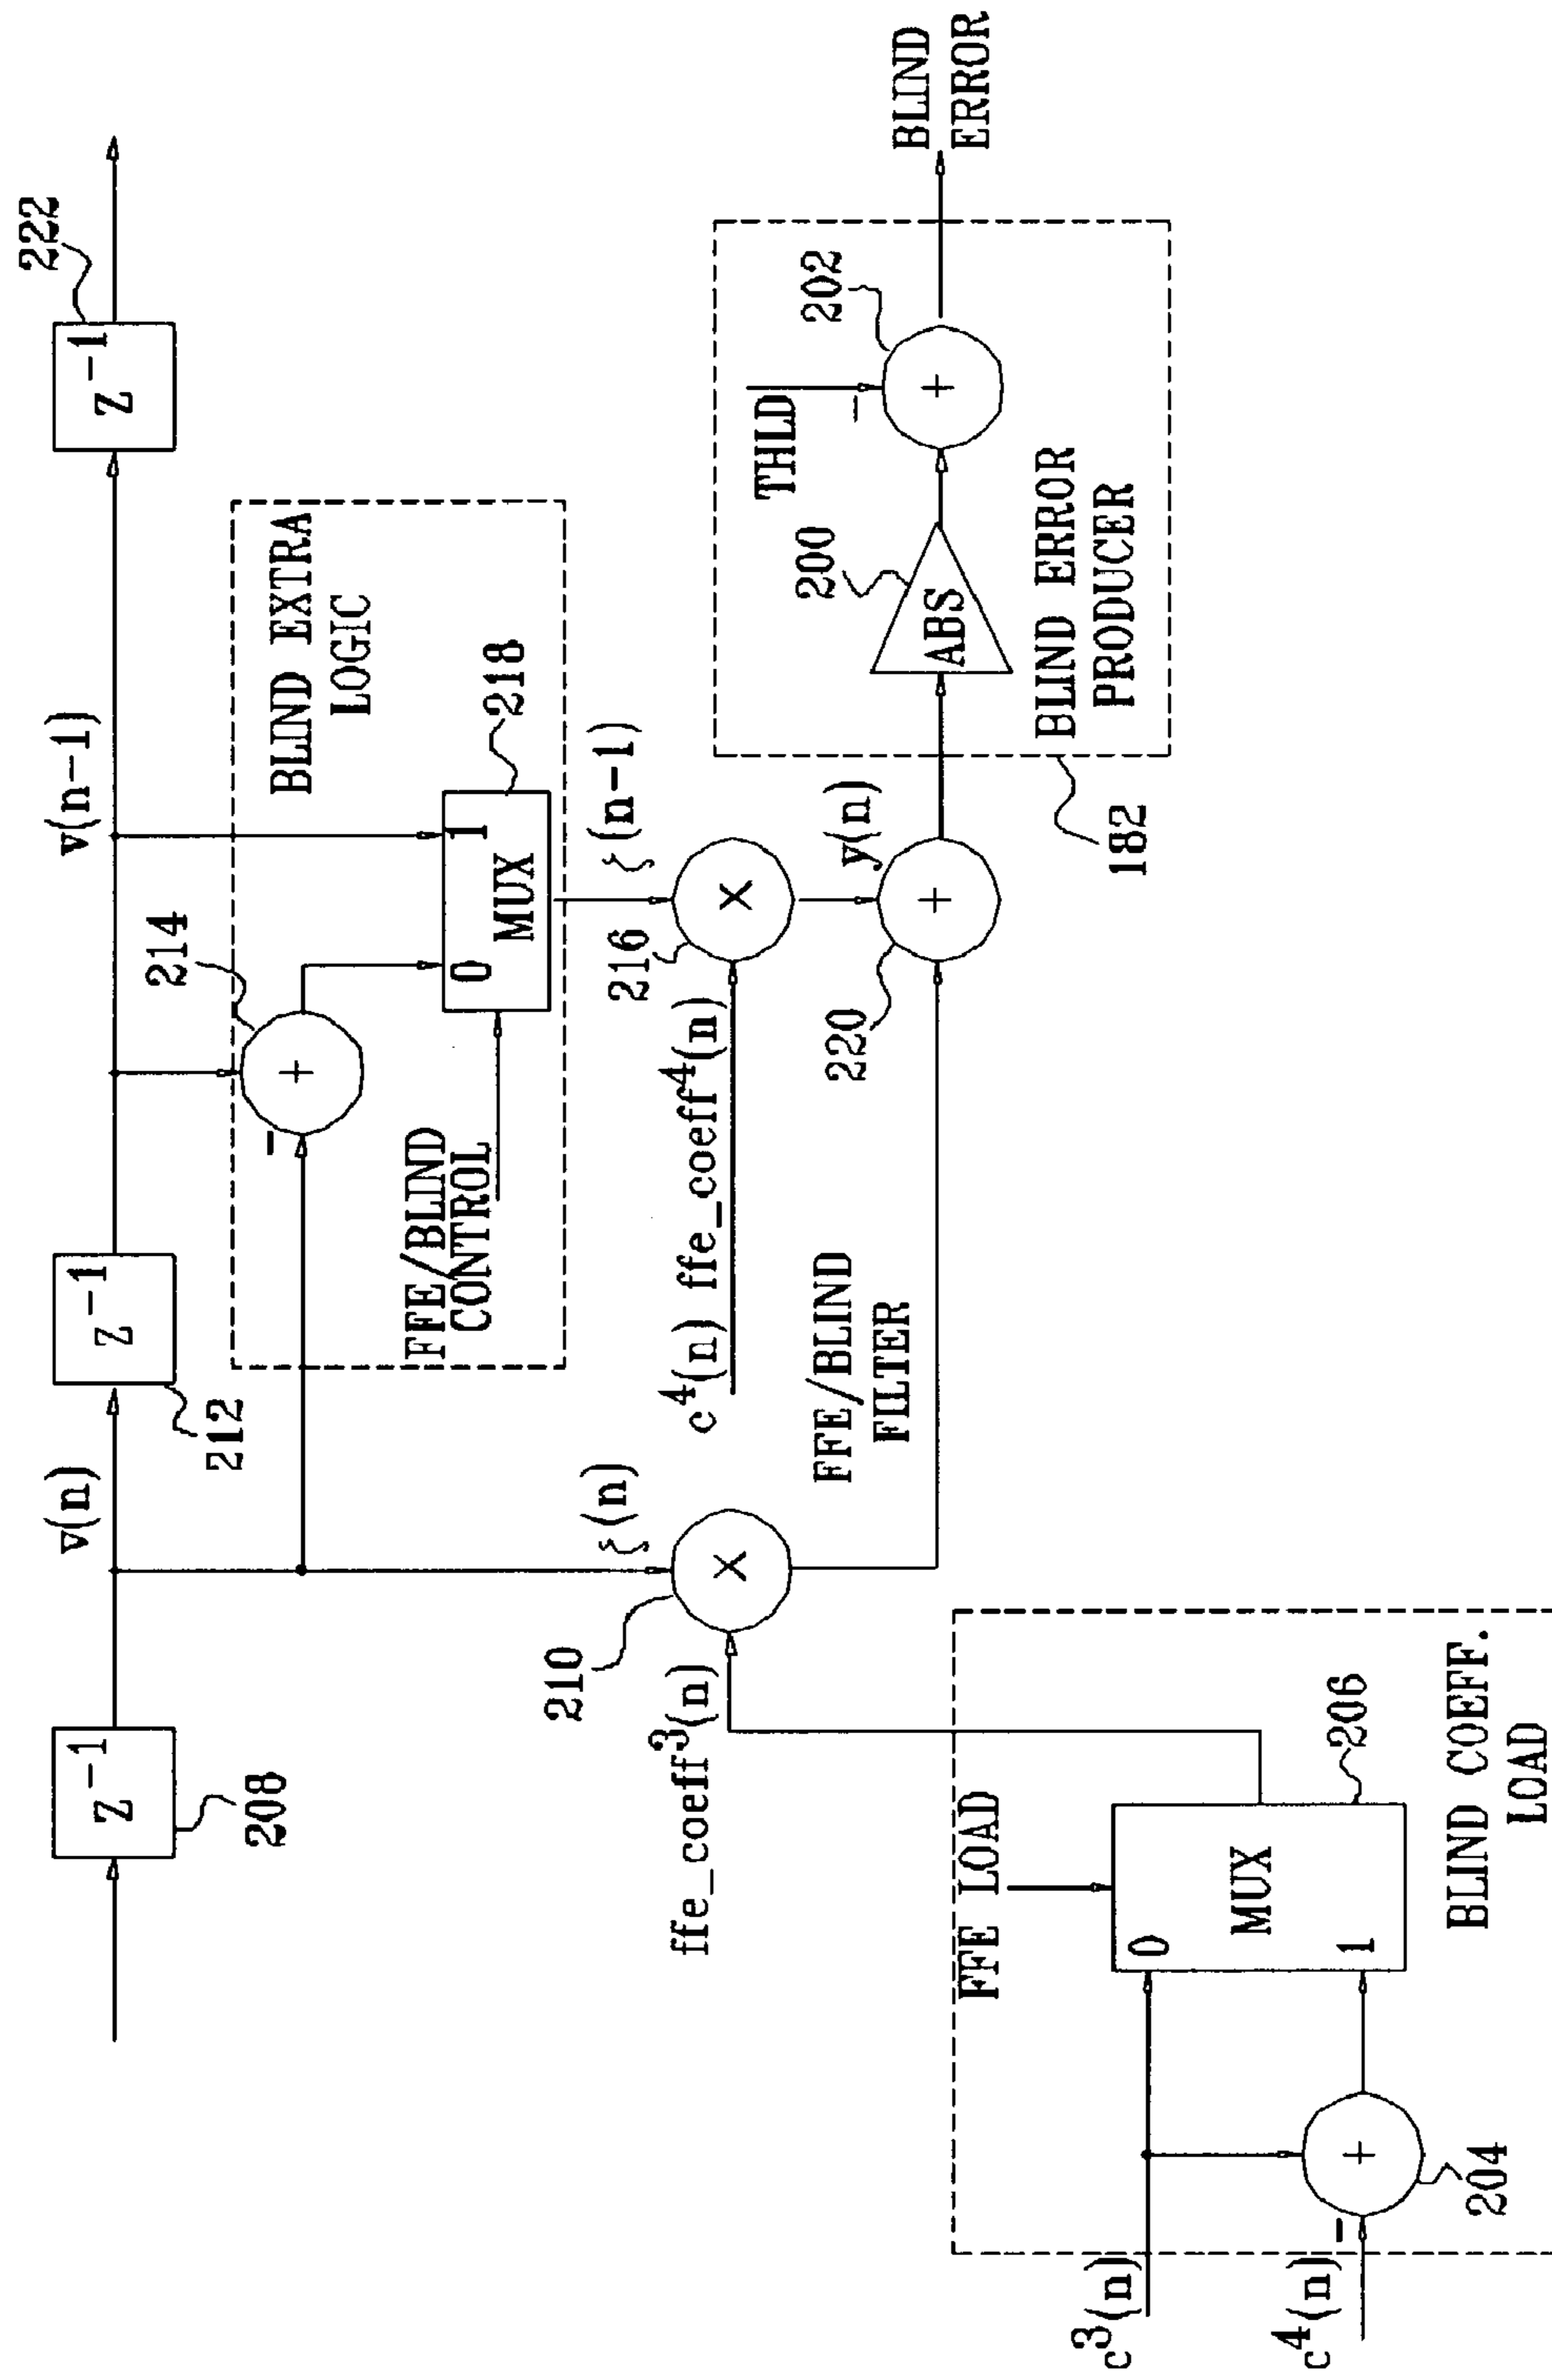 v(n)
v(n-1)
Z⁻¹
208
Z⁻¹
212
Z⁻¹
222
214
BLIND EXTRA
LOGIC
+
-
FFE/BLIND
CONTROL
0
1
MUX
218
ξ(n)
ξ(n-1)
210
×
216
×
ffe_coeff³(n)
c⁴(n) ffe_coeff⁴(n)
FFE/BLIND
FILTER
y(n)
220
+
THLD
-
200
ABS
202
+
BLIND
ERROR
BLIND ERROR
PRODUCER
182
FFE LOAD
0
MUX
1
206
c³(n)
c⁴(n)
-
+
204
BLIND COEFF.
LOAD